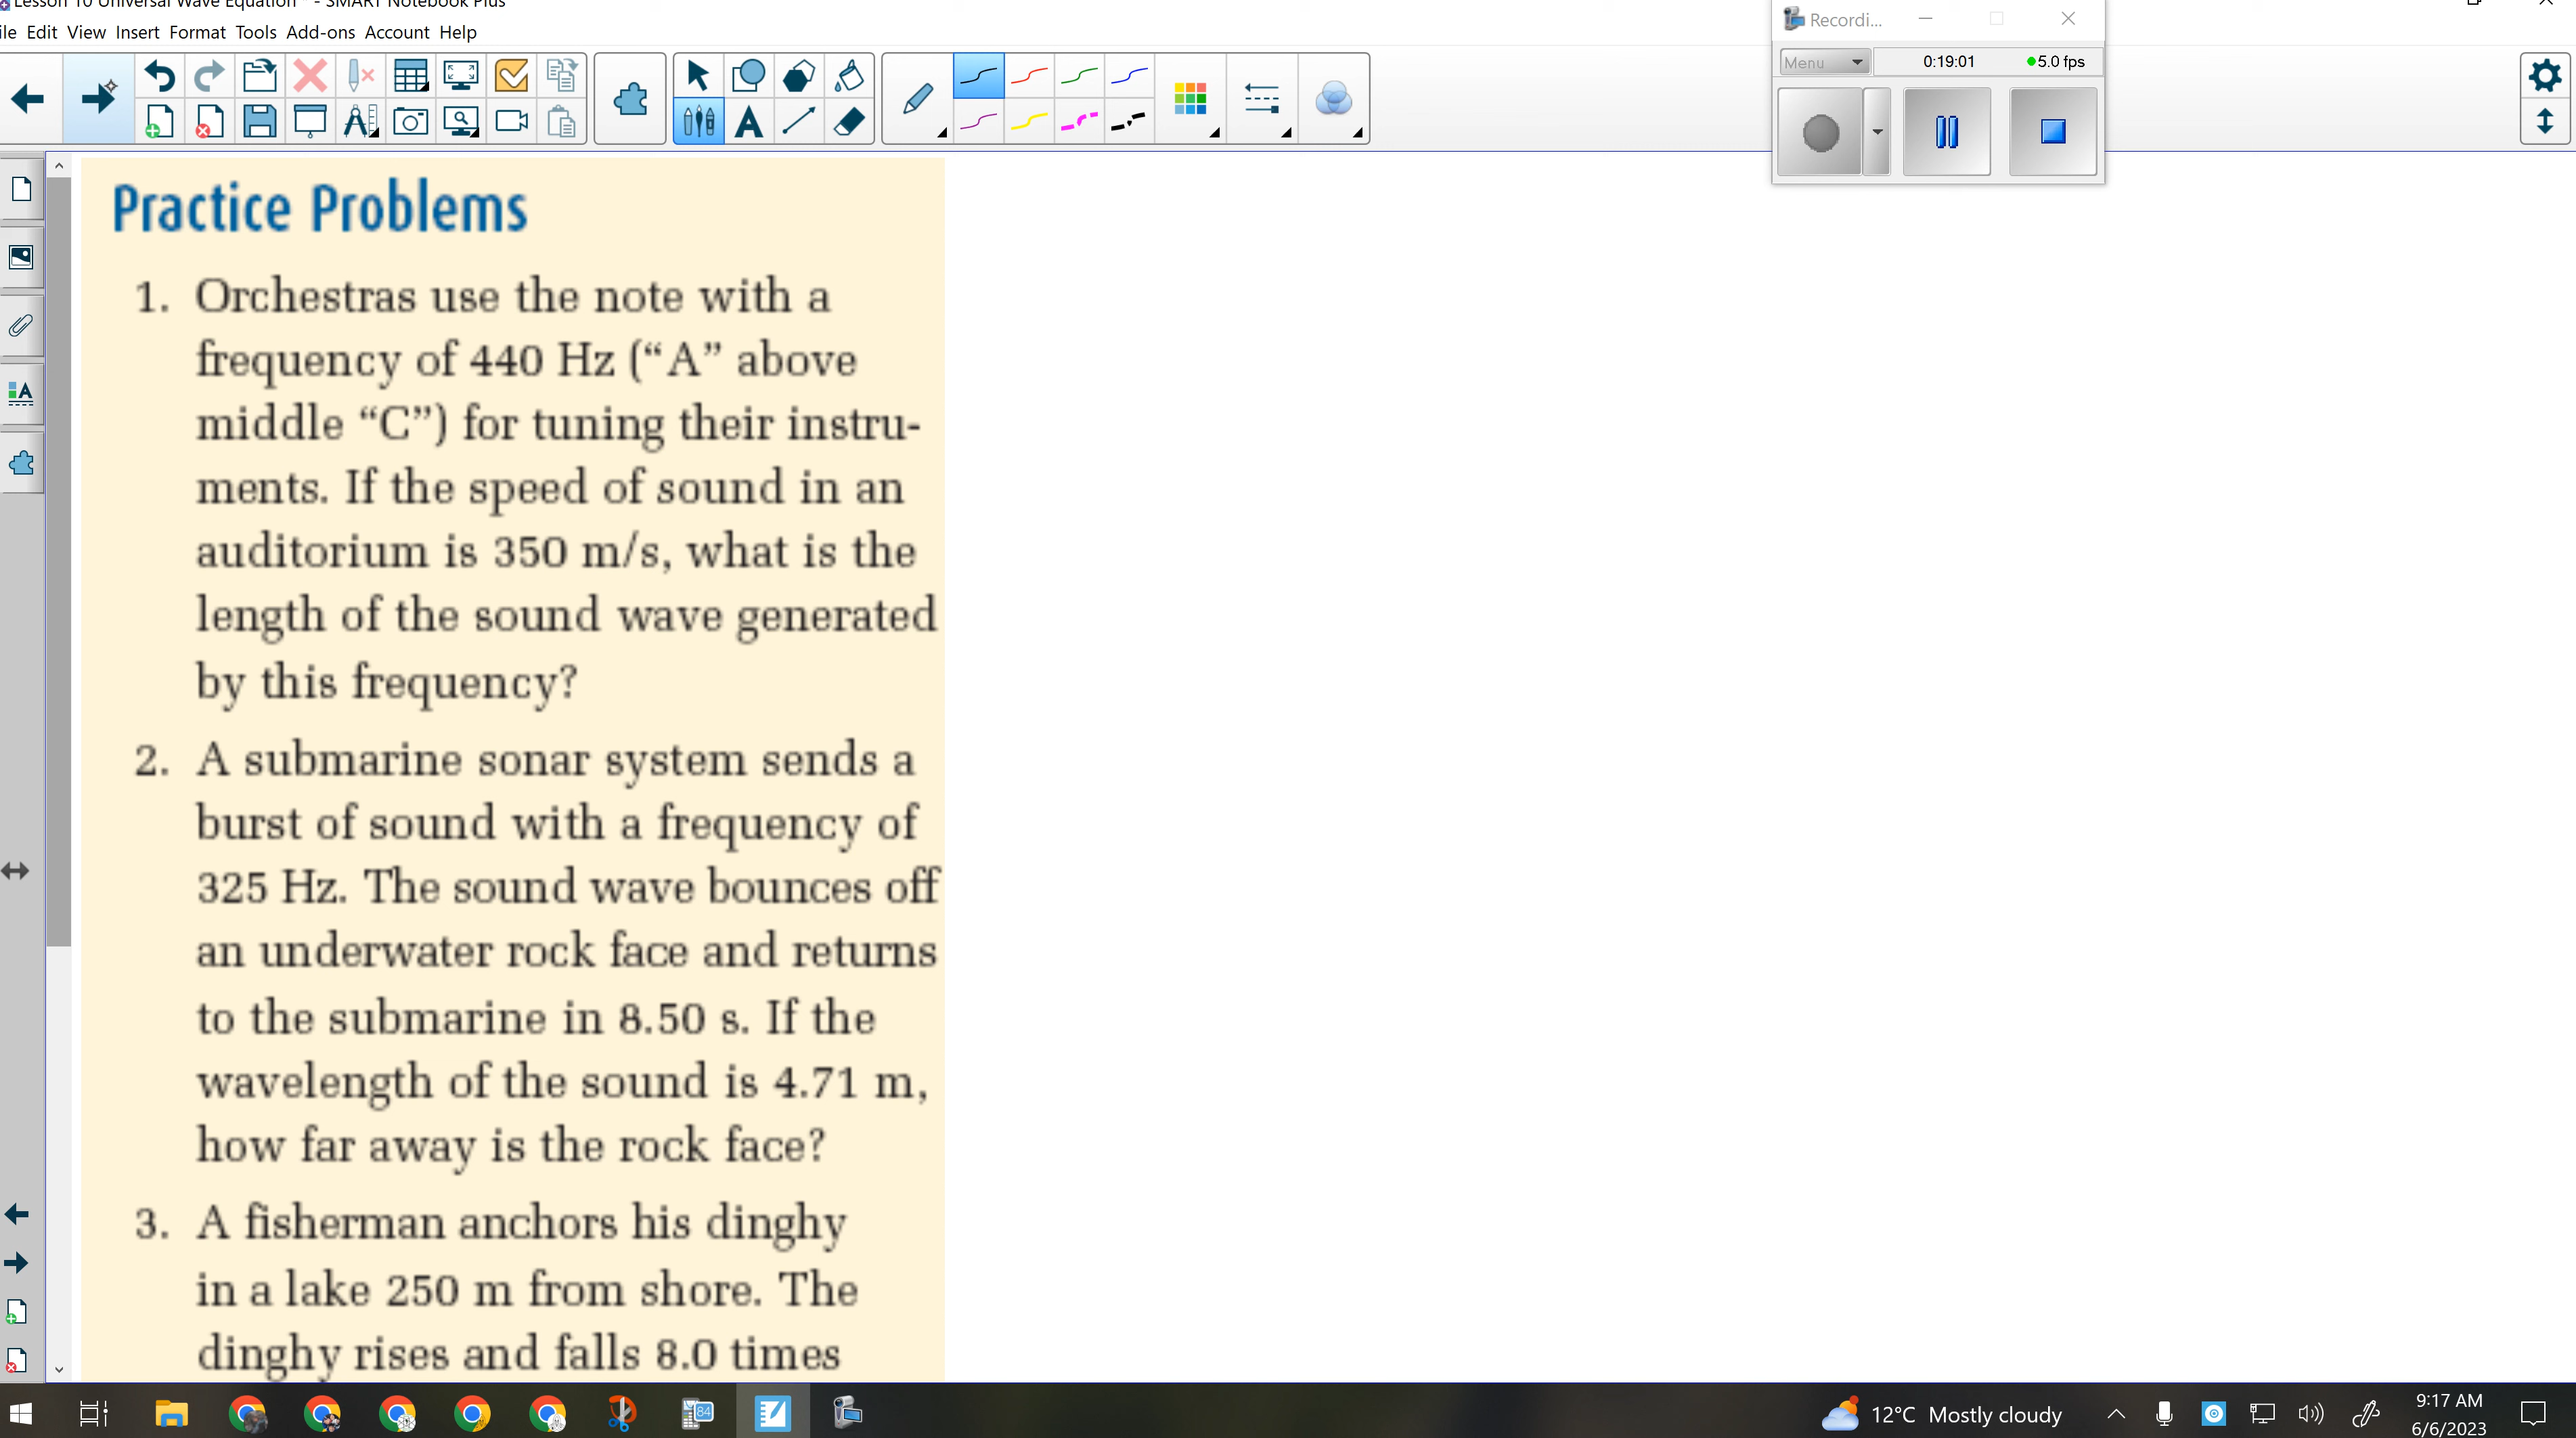 Lesson 10 Universal Wave Equation * - SMART Notebook Plus
ile Edit View Insert Format Tools Add-ons Account Help
Recordi...
Menu 0:19:01 5.0 fps
Practice Problems
1. Orchestras use the note with a
frequency of 440 Hz (“A” above
middle “C”) for tuning their instru-
ments. If the speed of sound in an
auditorium is 350 m/s, what is the
length of the sound wave generated
by this frequency?
2. A submarine sonar system sends a
burst of sound with a frequency of
325 Hz. The sound wave bounces off
an underwater rock face and returns
to the submarine in 8.50 s. If the
wavelength of the sound is 4.71 m,
how far away is the rock face?
3. A fisherman anchors his dinghy
in a lake 250 m from shore. The
dinghy rises and falls 8.0 times
84
12°C Mostly cloudy
9:17 AM
6/6/2023